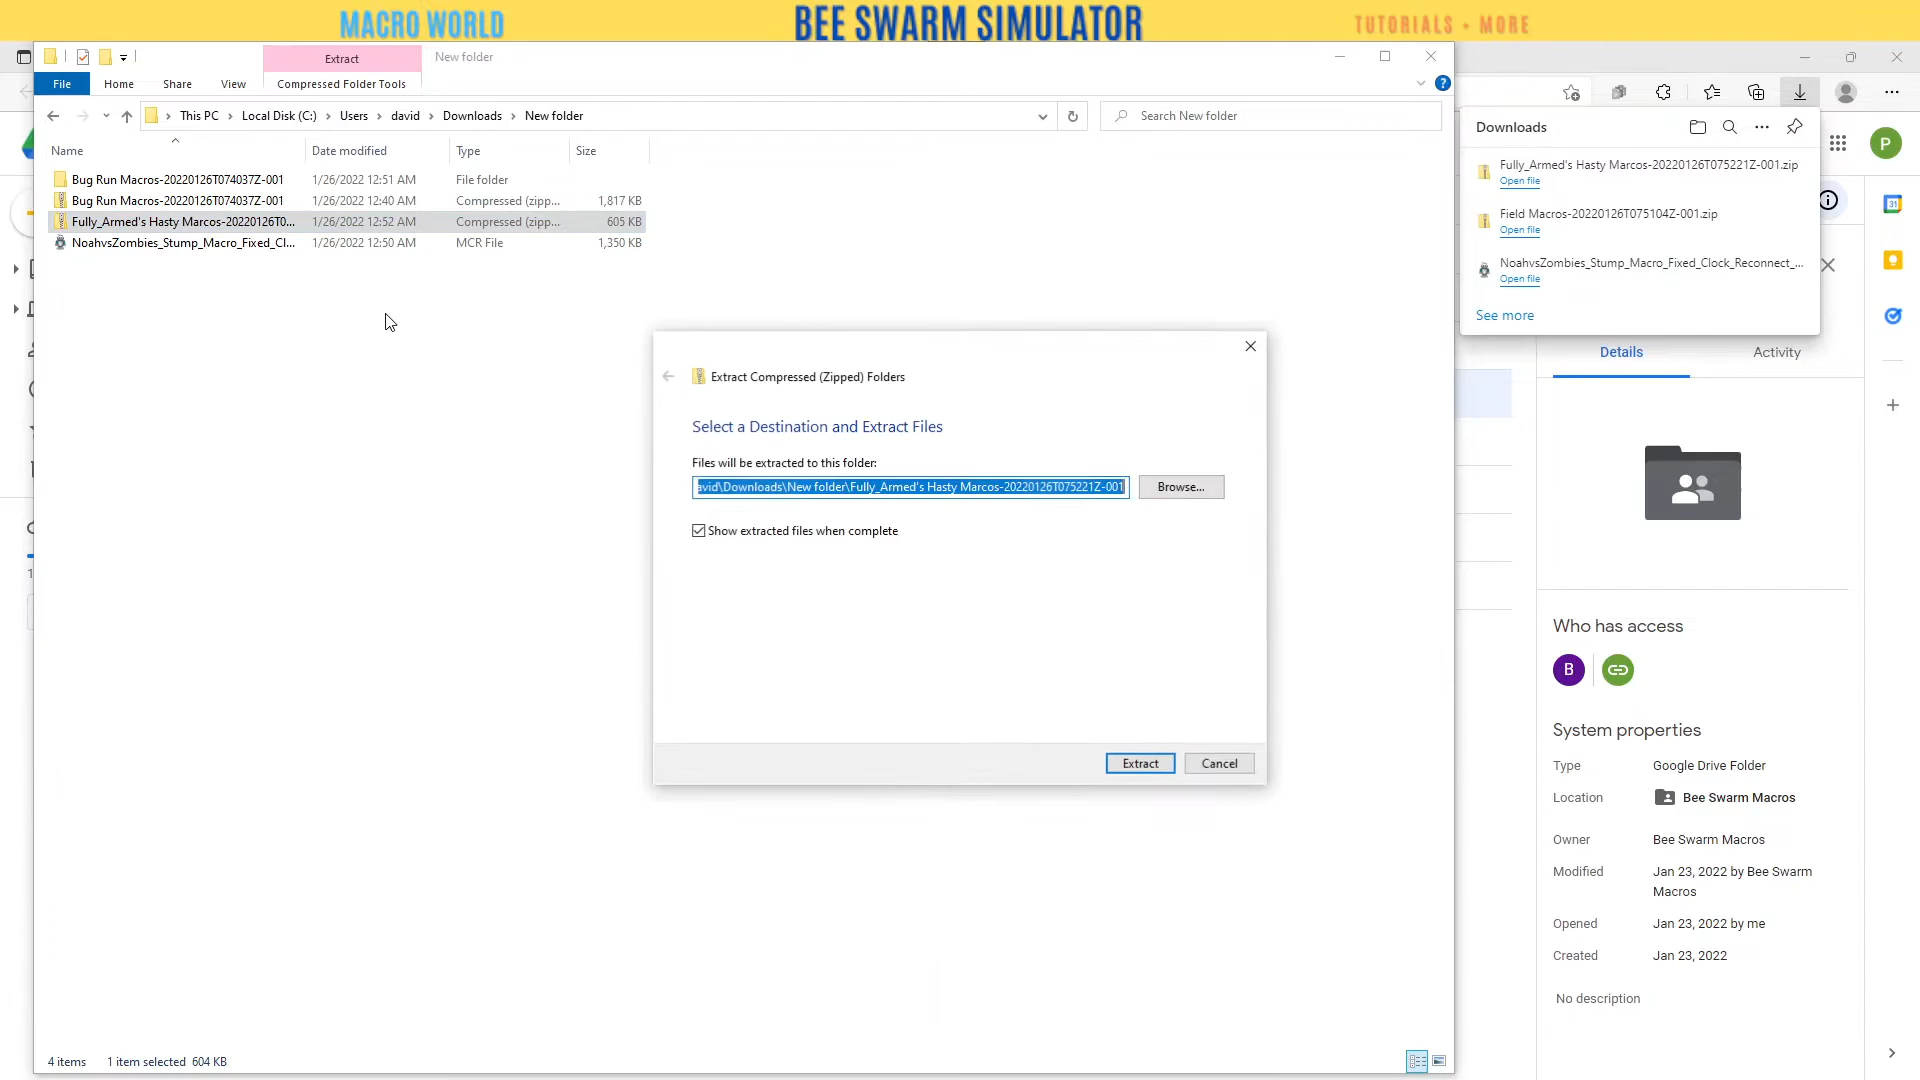 MACRO WORLD
BEE SWARM SIMULATOR
TUTORIALS + MORE
Extract
New folder
File
Home
Share
View
Compressed Folder Tools
This PC > Local Disk (C:) > Users > david > Downloads > New folder
Search New folder
Name
Date modified
Type
Size
Bug Run Macros-20220126T074037Z-001 1/26/2022 12:51 AM File folder
Bug Run Macros-20220126T074037Z-001 1/26/2022 12:40 AM Compressed (zipp... 1,817 KB
Fully_Armed's Hasty Marcos-20220126T0... 1/26/2022 12:52 AM Compressed (zipp... 605 KB
NoahvsZombies_Stump_Macro_Fixed_Cl... 1/26/2022 12:50 AM MCR File 1,350 KB
Extract Compressed (Zipped) Folders
Select a Destination and Extract Files
Files will be extracted to this folder:
avid\Downloads\New folder\Fully_Armed's Hasty Marcos-20220126T075221Z-001
Browse...
Show extracted files when complete
Extract
Cancel
4 items
1 item selected 604 KB
Downloads
Fully_Armed's Hasty Marcos-20220126T075221Z-001.zip
Open file
Field Macros-20220126T075104Z-001.zip
Open file
NoahvsZombies_Stump_Macro_Fixed_Clock_Reconnect_...
Open file
See more
P
31
Details
Activity
Who has access
B
System properties
Type Google Drive Folder
Location Bee Swarm Macros
Owner Bee Swarm Macros
Modified Jan 23, 2022 by Bee Swarm
Macros
Opened Jan 23, 2022 by me
Created Jan 23, 2022
No description